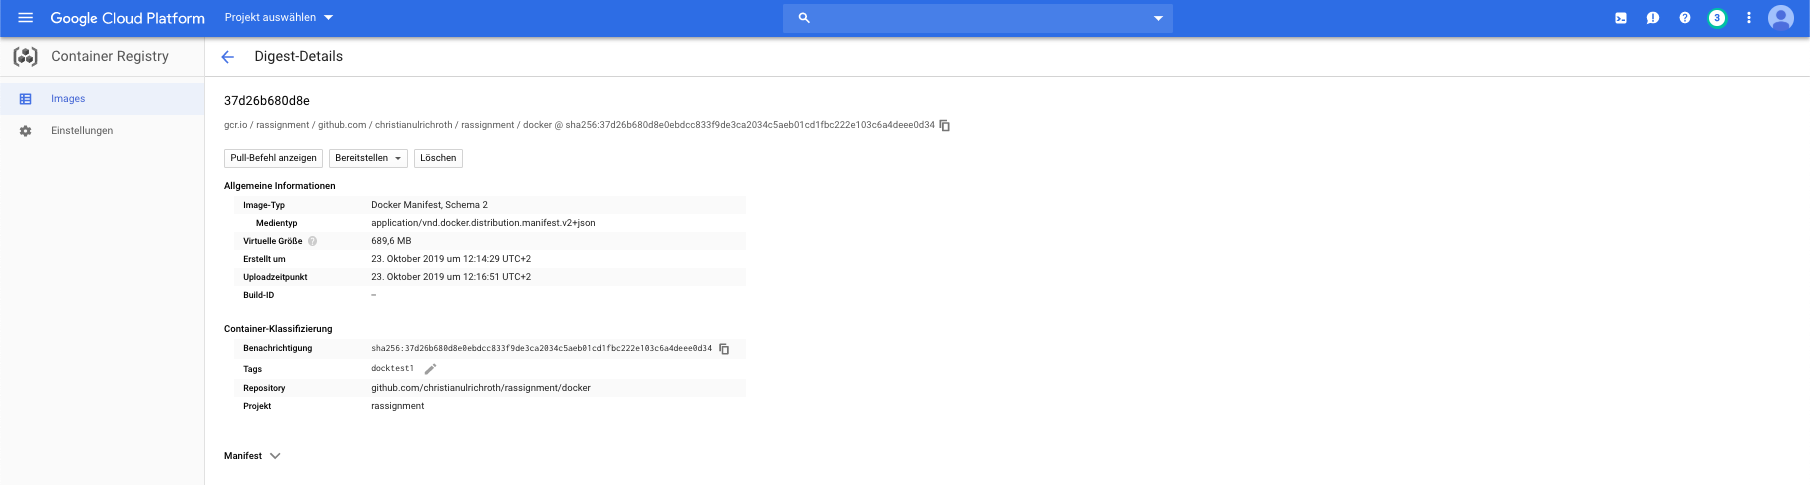 Google Cloud Platform Projekt auswählen 3
Container Registry Digest-Details
Images
Einstellungen
37d26b680d8e
gcr.io / rassignment / github.com / christianulrichroth / rassignment / docker @ sha256:37d26b680d8e0ebdcc833f9de3ca2034c5aeb01cd1fbc222e103c6a4deee0d34
Pull-Befehl anzeigen Bereitstellen Löschen
Allgemeine Informationen
Image-Typ Docker Manifest, Schema 2
Medientyp application/vnd.docker.distribution.manifest.v2+json
Virtuelle Größe ? 689,6 MB
Erstellt um 23. Oktober 2019 um 12:14:29 UTC+2
Uploadzeitpunkt 23. Oktober 2019 um 12:16:51 UTC+2
Build-ID –
Container-Klassifizierung
Benachrichtigung sha256:37d26b680d8e0ebdcc833f9de3ca2034c5aeb01cd1fbc222e103c6a4deee0d34
Tags docktest1
Repository github.com/christianulrichroth/rassignment/docker
Projekt rassignment
Manifest